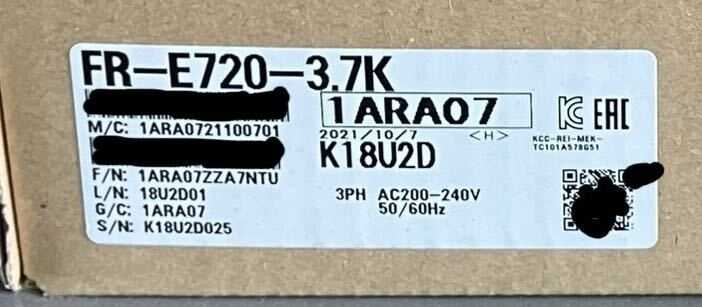 FR-E720-3.7K
1ARA07
M/C: 1ARA0721100701
2021/10/7 <H>
K18U2D
F/N: 1ARA07ZZA7NTU
L/N: 18U2D01
G/C: 1ARA07
S/N: K18U2D025
3PH AC200-240V
50/60Hz
EAC
KCC-REI-MEK-
TC101A578G51